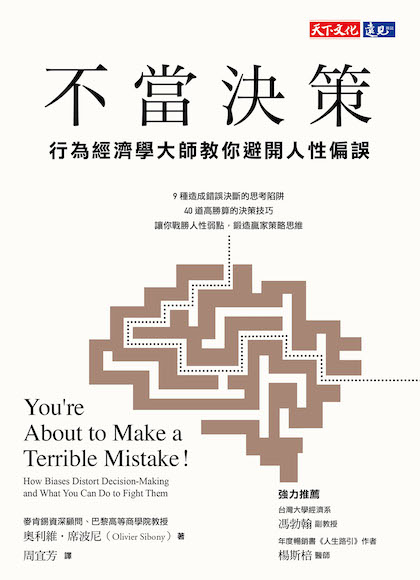 天下文化 遠見
不當決策
行為經濟學大師教你避開人性偏誤
9 種造成錯誤決斷的思考陷阱
40 道高勝算的決策技巧
讓你戰勝人性弱點,鍛造贏家策略思維
You're
About to Make a
Terrible Mistake!
How Biases Distort Decision-Making
and What You Can Do to Fight Them
麥肯錫資深顧問、巴黎高等商學院教授
奧利維・席波尼(Olivier Sibony)著
周宜芳 譯
強力推薦
台灣大學經濟系
馮勃翰 副教授
年度暢銷書《人生路引》作者
楊斯棓 醫師